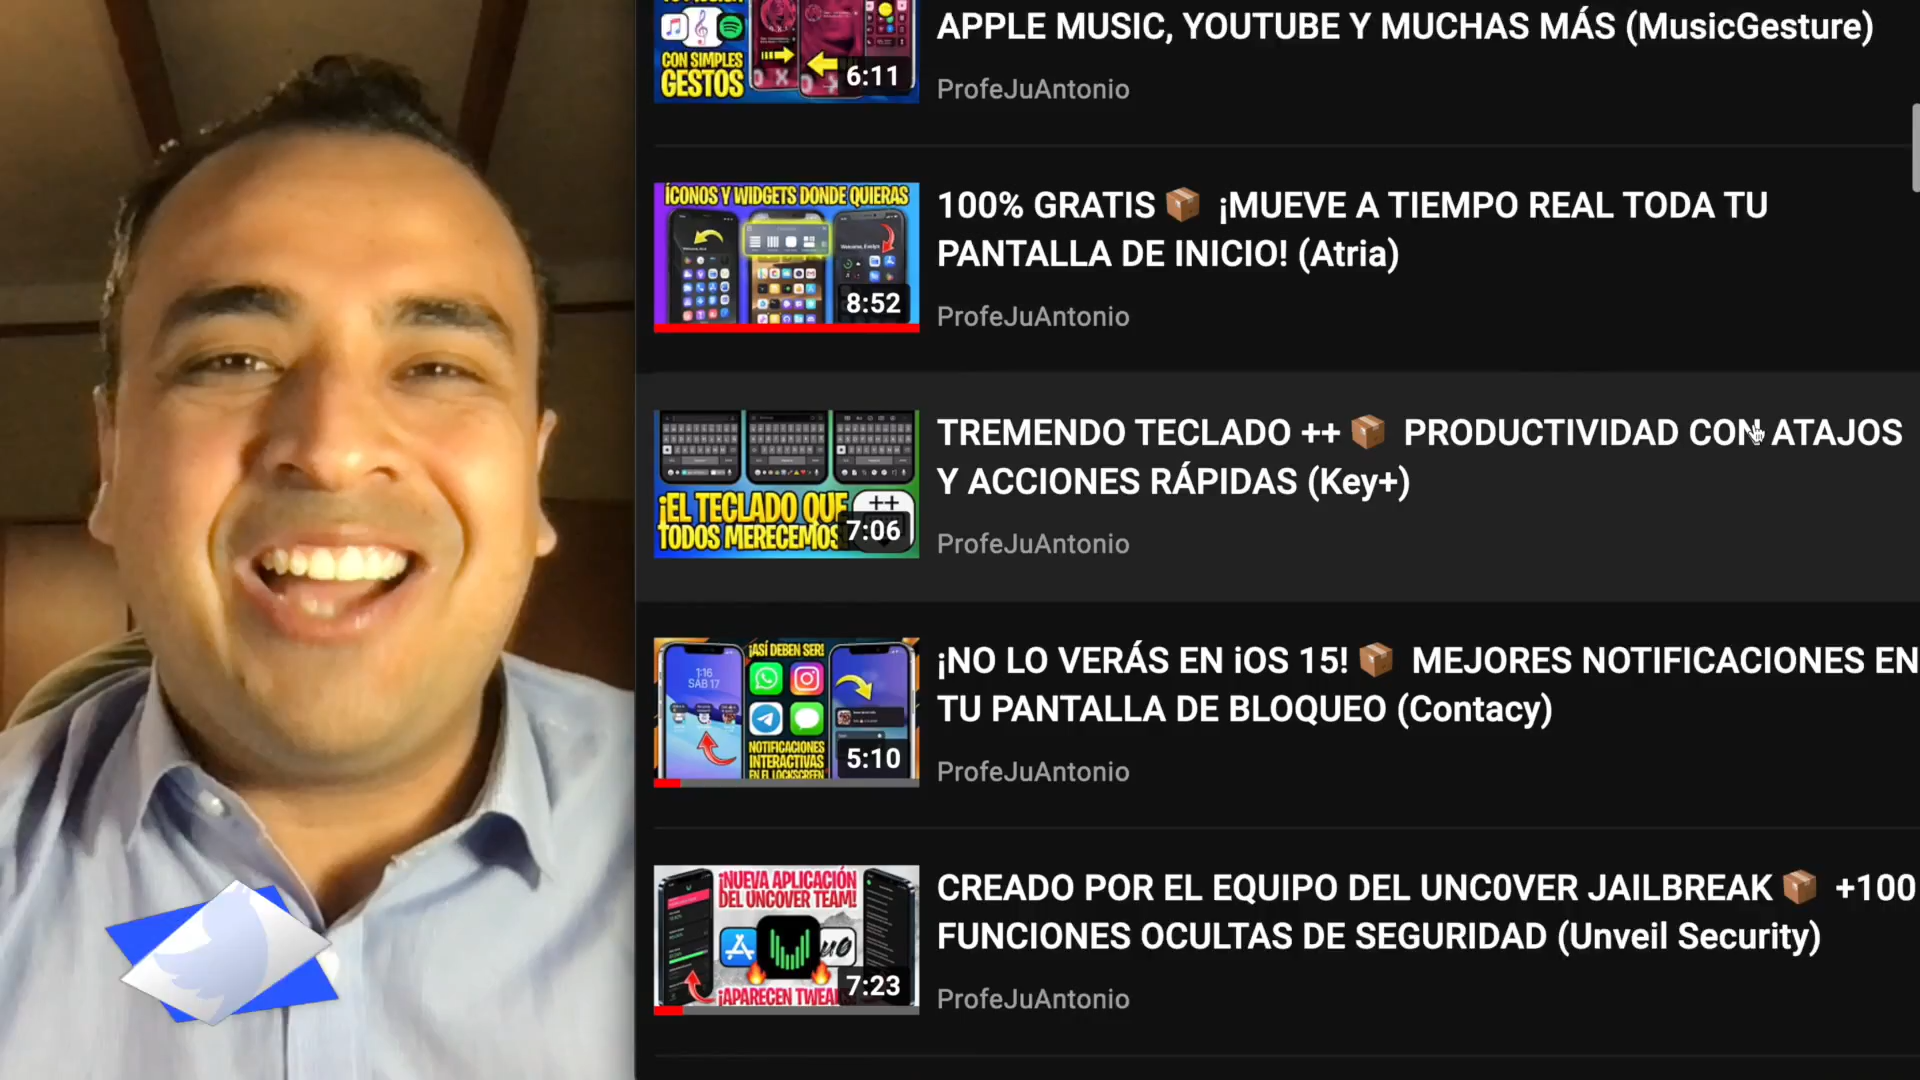 CON SIMPLES
GESTOS
6:11
APPLE MUSIC, YOUTUBE Y MUCHAS MÁS (MusicGesture)
ProfeJuAntonio
ÍCONOS Y WIDGETS DONDE QUIERAS
8:52
100% GRATIS 📦 ¡MUEVE A TIEMPO REAL TODA TU
PANTALLA DE INICIO! (Atria)
ProfeJuAntonio
¡EL TECLADO QUE
TODOS MERECEMOS
++
7:06
TREMENDO TECLADO ++ 📦 PRODUCTIVIDAD CON ATAJOS
Y ACCIONES RÁPIDAS (Key+)
ProfeJuAntonio
¡ASÍ DEBEN SER!
1:16
SÁB 17
NOTIFICACIONES
INTERACTIVAS
EN EL LOCKSCREEN
5:10
¡NO LO VERÁS EN iOS 15! 📦 MEJORES NOTIFICACIONES EN
TU PANTALLA DE BLOQUEO (Contacy)
ProfeJuAntonio
¡NUEVA APLICACIÓN
DEL UNCOVER TEAM!
u0
¡APARECEN TWEA
7:23
CREADO POR EL EQUIPO DEL UNC0VER JAILBREAK 📦 +100
FUNCIONES OCULTAS DE SEGURIDAD (Unveil Security)
ProfeJuAntonio